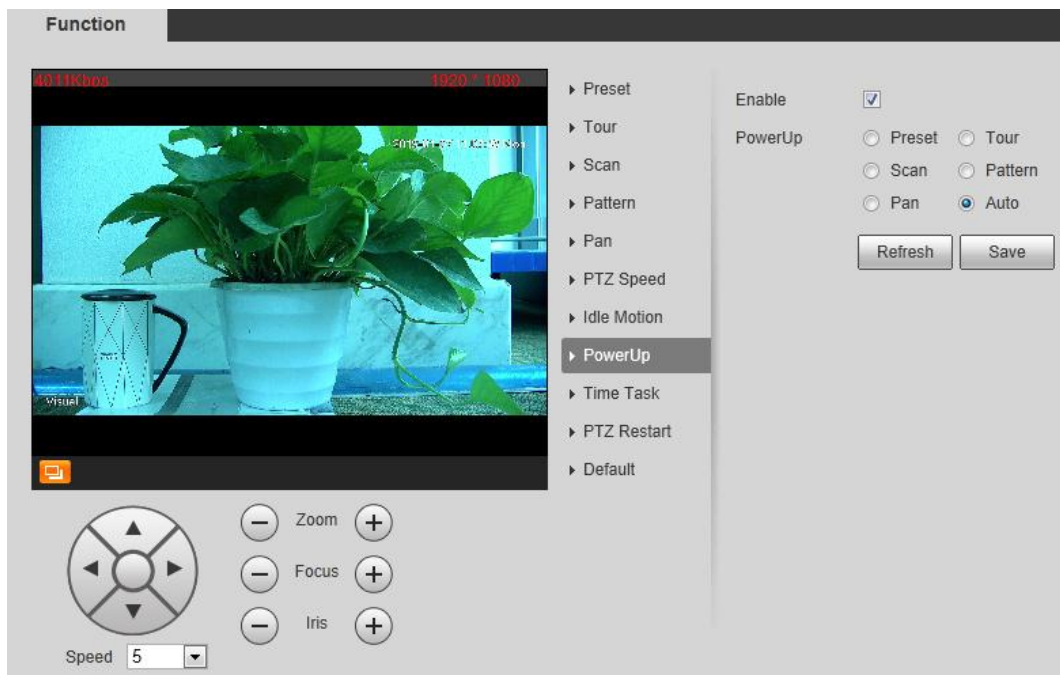 Function
4011Kbps 1920 * 1080
Visuel
Zoom
Focus
Iris
Speed 5
Preset
Tour
Scan
Pattern
Pan
PTZ Speed
Idle Motion
PowerUp
Time Task
PTZ Restart
Default
Enable
PowerUp Preset Tour
Scan Pattern
Pan Auto
Refresh Save